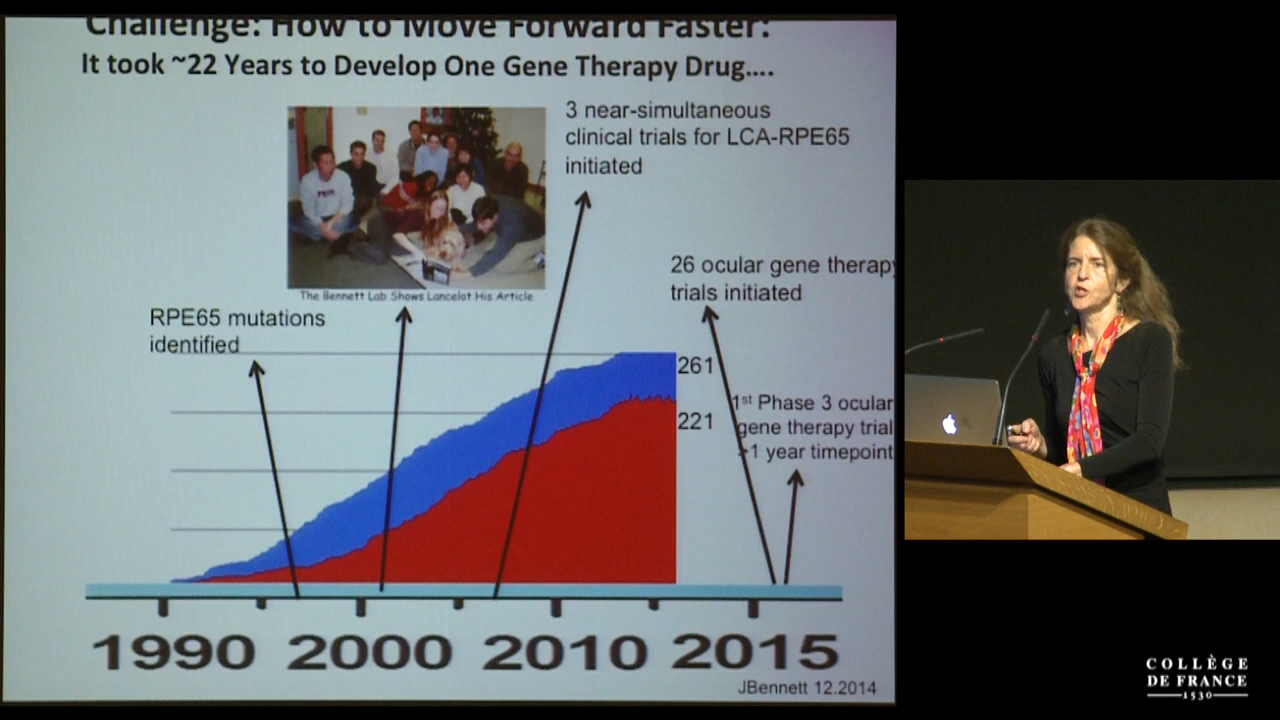 Challenge: How to Move Forward Faster:
It took ~22 Years to Develop One Gene Therapy Drug....
3 near-simultaneous
clinical trials for LCA-RPE65
initiated
The Bennett Lab Shows Lancelot His Article
26 ocular gene therapy
trials initiated
RPE65 mutations
identified
261
221
1st Phase 3 ocular
gene therapy trial
>1 year timepoint
1990 2000 2010 2015
JBennett 12.2014
COLLÈGE
DE FRANCE
1530